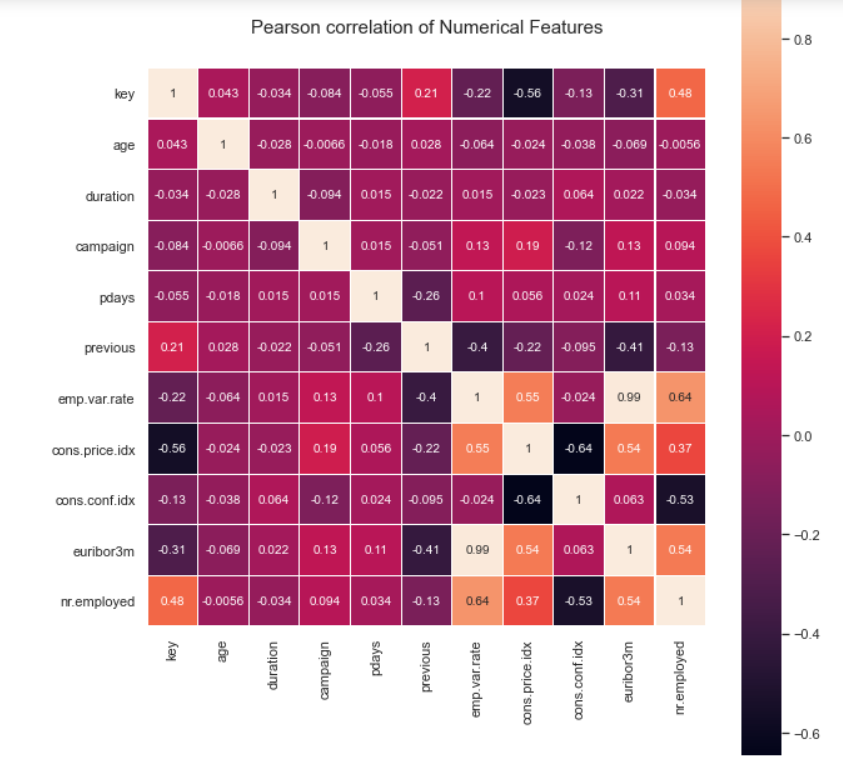 Pearson correlation of Numerical Features
key 1 0.043 -0.034 -0.084 -0.055 0.21 -0.22 -0.56 -0.13 -0.31 0.48
age 0.043 1 -0.028 -0.0066 -0.018 0.028 -0.064 -0.024 -0.038 -0.069 -0.0056
duration -0.034 -0.028 1 -0.094 0.015 -0.022 0.015 -0.023 0.064 0.022 -0.034
campaign -0.084 -0.0066 -0.094 1 0.015 -0.051 0.13 0.19 -0.12 0.13 0.094
pdays -0.055 -0.018 0.015 0.015 1 -0.26 0.1 0.056 0.024 0.11 0.034
previous 0.21 0.028 -0.022 -0.051 -0.26 1 -0.4 -0.22 -0.095 -0.41 -0.13
emp.var.rate -0.22 -0.064 0.015 0.13 0.1 -0.4 1 0.55 -0.024 0.99 0.64
cons.price.idx -0.56 -0.024 -0.023 0.19 0.056 -0.22 0.55 1 -0.64 0.54 0.37
cons.conf.idx -0.13 -0.038 0.064 -0.12 0.024 -0.095 -0.024 -0.64 1 0.063 -0.53
euribor3m -0.31 -0.069 0.022 0.13 0.11 -0.41 0.99 0.54 0.063 1 0.54
nr.employed 0.48 -0.0056 -0.034 0.094 0.034 -0.13 0.64 0.37 -0.53 0.54 1
key age duration campaign pdays previous emp.var.rate cons.price.idx cons.conf.idx euribor3m nr.employed
0.8
0.6
0.4
0.2
0.0
−0.2
−0.4
−0.6